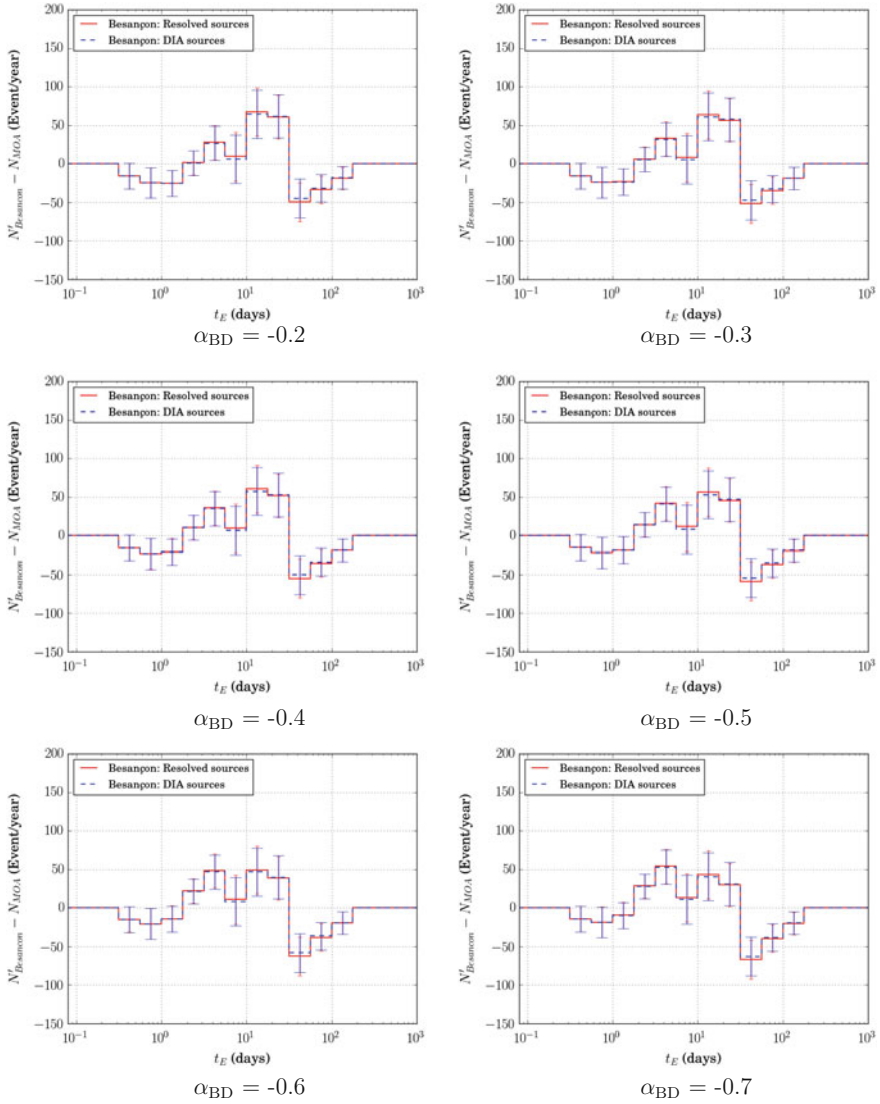 200
150
100
50
0
−50
−100
−150
N′Besancon − NMOA (Event/year)
Besançon: Resolved sources
Besançon: DIA sources
10⁻¹ 10⁰ 10¹ 10² 10³
tE (days)
αBD = -0.2
200
150
100
50
0
−50
−100
−150
N′Besancon − NMOA (Event/year)
Besançon: Resolved sources
Besançon: DIA sources
10⁻¹ 10⁰ 10¹ 10² 10³
tE (days)
αBD = -0.3
200
150
100
50
0
−50
−100
−150
N′Besancon − NMOA (Event/year)
Besançon: Resolved sources
Besançon: DIA sources
10⁻¹ 10⁰ 10¹ 10² 10³
tE (days)
αBD = -0.4
200
150
100
50
0
−50
−100
−150
N′Besancon − NMOA (Event/year)
Besançon: Resolved sources
Besançon: DIA sources
10⁻¹ 10⁰ 10¹ 10² 10³
tE (days)
αBD = -0.5
200
150
100
50
0
−50
−100
−150
N′Besancon − NMOA (Event/year)
Besançon: Resolved sources
Besançon: DIA sources
10⁻¹ 10⁰ 10¹ 10² 10³
tE (days)
αBD = -0.6
200
150
100
50
0
−50
−100
−150
N′Besancon − NMOA (Event/year)
Besançon: Resolved sources
Besançon: DIA sources
10⁻¹ 10⁰ 10¹ 10² 10³
tE (days)
αBD = -0.7